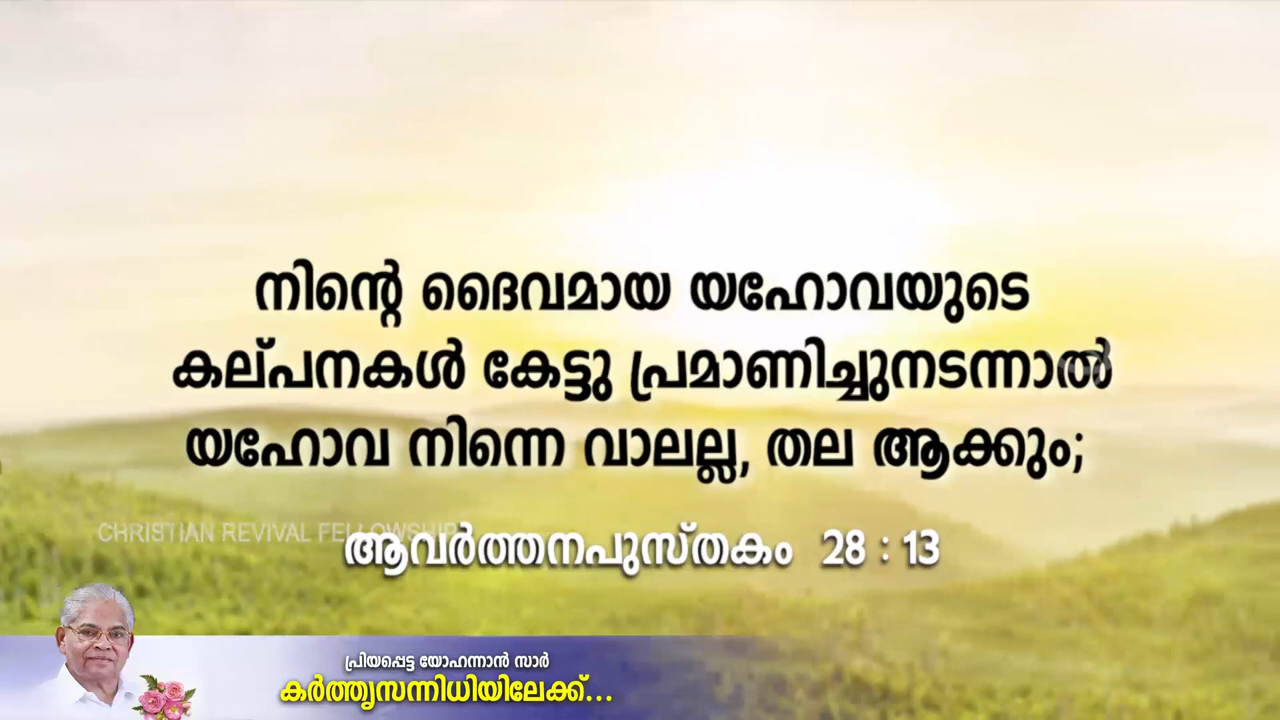 നിന്റെ ദൈവമായ യഹോവയുടെ
കല്പനകൾ കേട്ടു പ്രമാണിച്ചുനടന്നാൽ
യഹോവ നിന്നെ വാലല്ല, തല ആക്കും;
CHRISTIAN REVIVAL FELLOWSHIP
ആവർത്തനപുസ്തകം 28 : 13
പ്രിയപ്പെട്ട യോഹന്നാൻ സാർ
കർത്തൃസന്നിധിയിലേക്ക്...